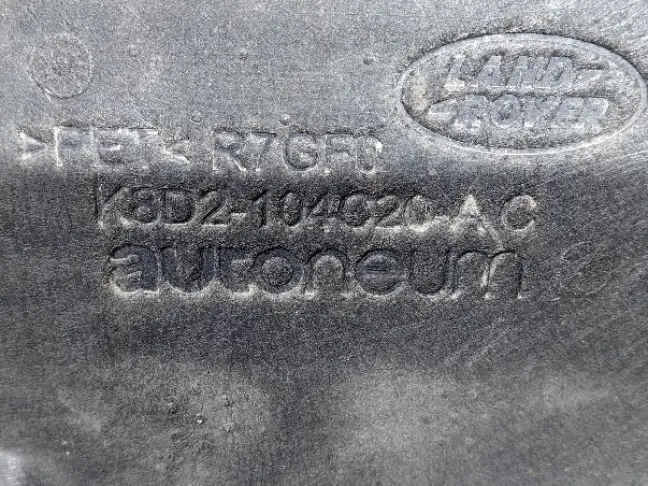 LAND-
-ROVER
>PET< R7GF0
K8D2-104C20-AC
autoneum